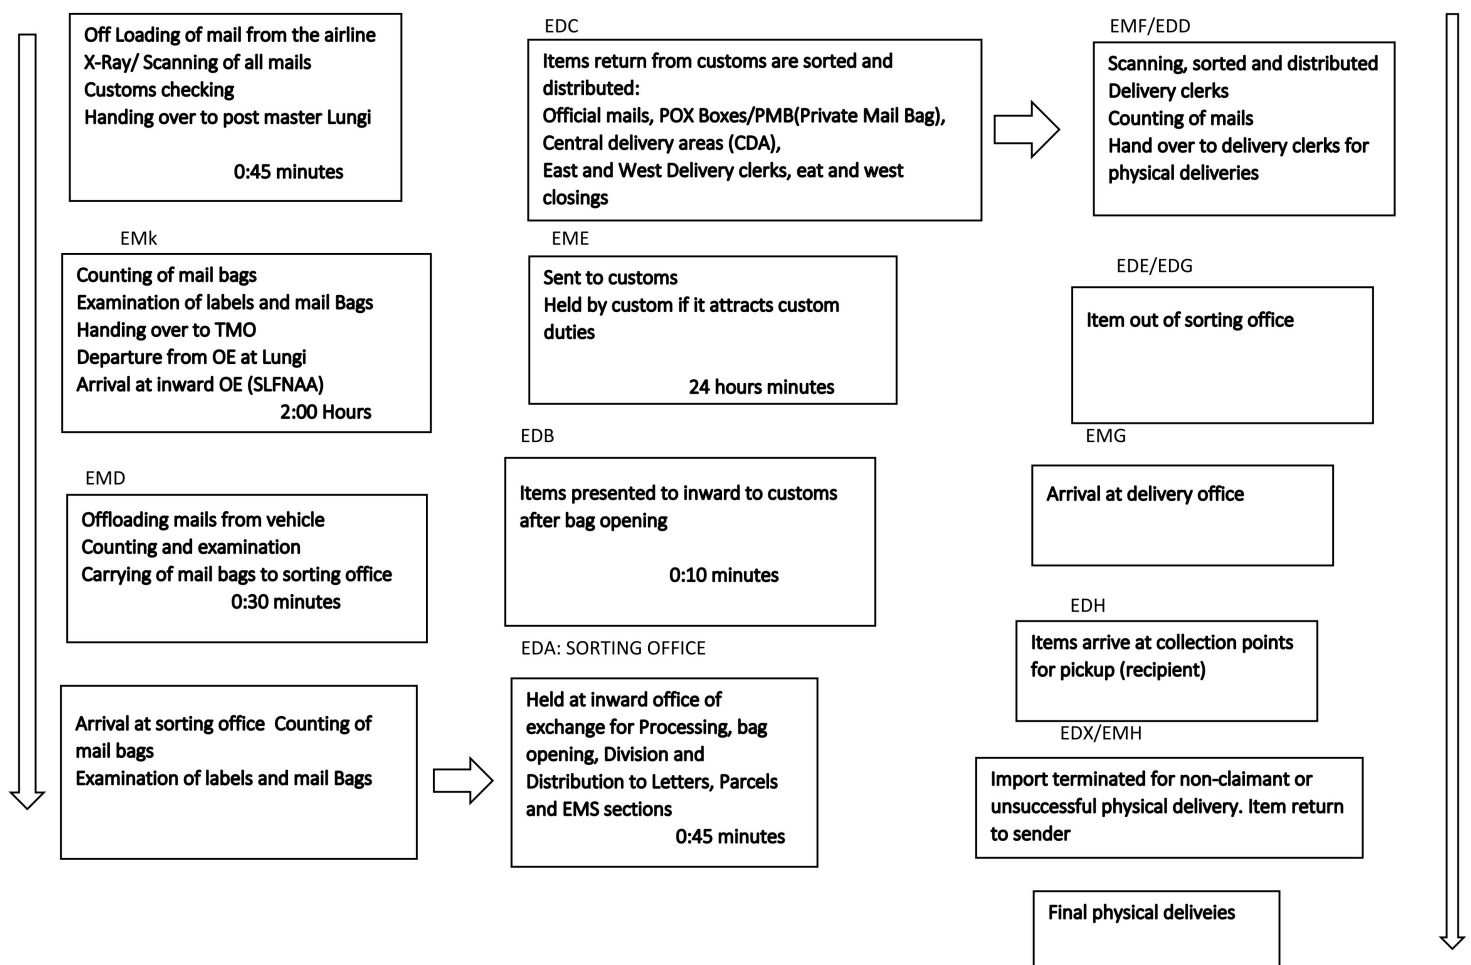 Off Loading of mail from the airline
X-Ray/ Scanning of all mails
Customs checking
Handing over to post master Lungi
0:45 minutes
EMk
Counting of mail bags
Examination of labels and mail Bags
Handing over to TMO
Departure from OE at Lungi
Arrival at inward OE (SLFNAA)
2:00 Hours
EMD
Offloading mails from vehicle
Counting and examination
Carrying of mail bags to sorting office
0:30 minutes
Arrival at sorting office  Counting of
mail bags
Examination of labels and mail Bags
EDC
Items return from customs are sorted and
distributed:
Official mails, POX Boxes/PMB(Private Mail Bag),
Central delivery areas (CDA),
East and West Delivery clerks, eat and west
closings
EME
Sent to customs
Held by custom if it attracts custom
duties
24 hours minutes
EDB
Items presented to inward to customs
after bag opening
0:10 minutes
EDA: SORTING OFFICE
Held at inward office of
exchange for Processing, bag
opening, Division and
Distribution to Letters, Parcels
and EMS sections
0:45 minutes
EMF/EDD
Scanning, sorted and distributed
Delivery clerks
Counting of mails
Hand over to delivery clerks for
physical deliveries
EDE/EDG
Item out of sorting office
EMG
Arrival at delivery office
EDH
Items arrive at collection points
for pickup (recipient)
EDX/EMH
Import terminated for non-claimant or
unsuccessful physical delivery. Item return
to sender
Final physical deliveies